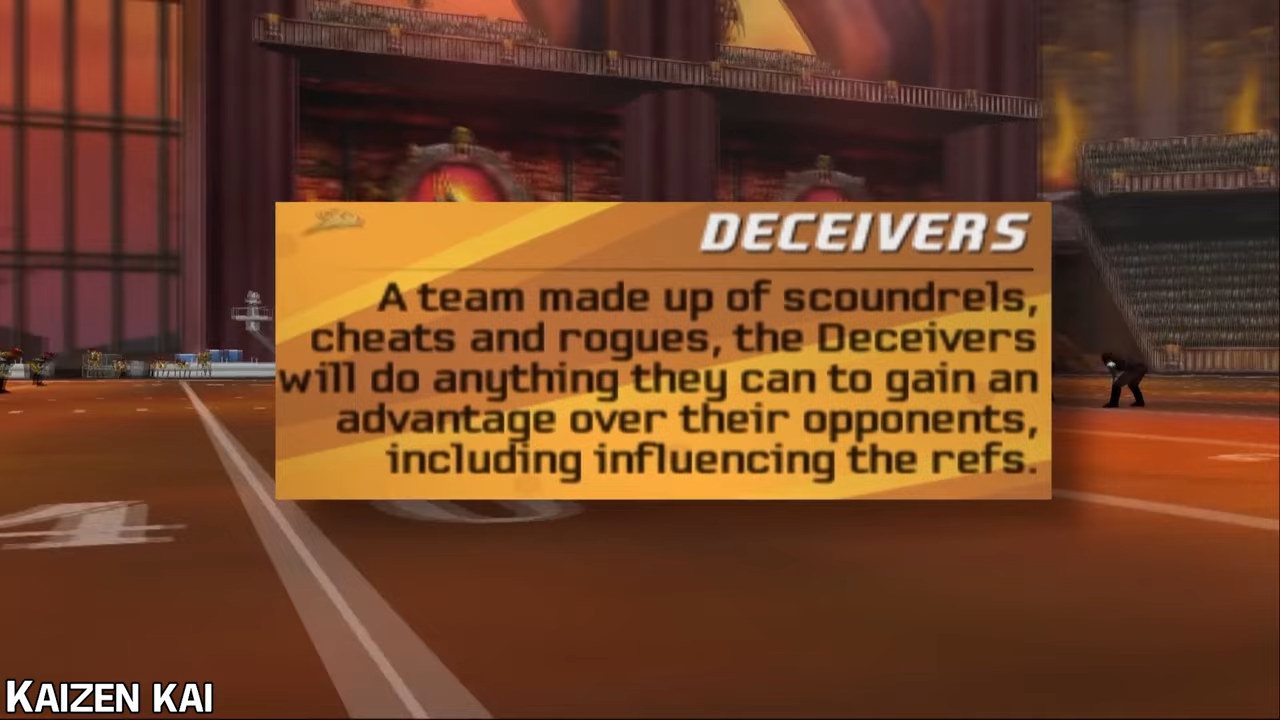 DECEIVERS
A team made up of scoundrels,
cheats and rogues, the Deceivers
will do anything they can to gain an
advantage over their opponents,
including influencing the refs.
4
KAIZEN KAI